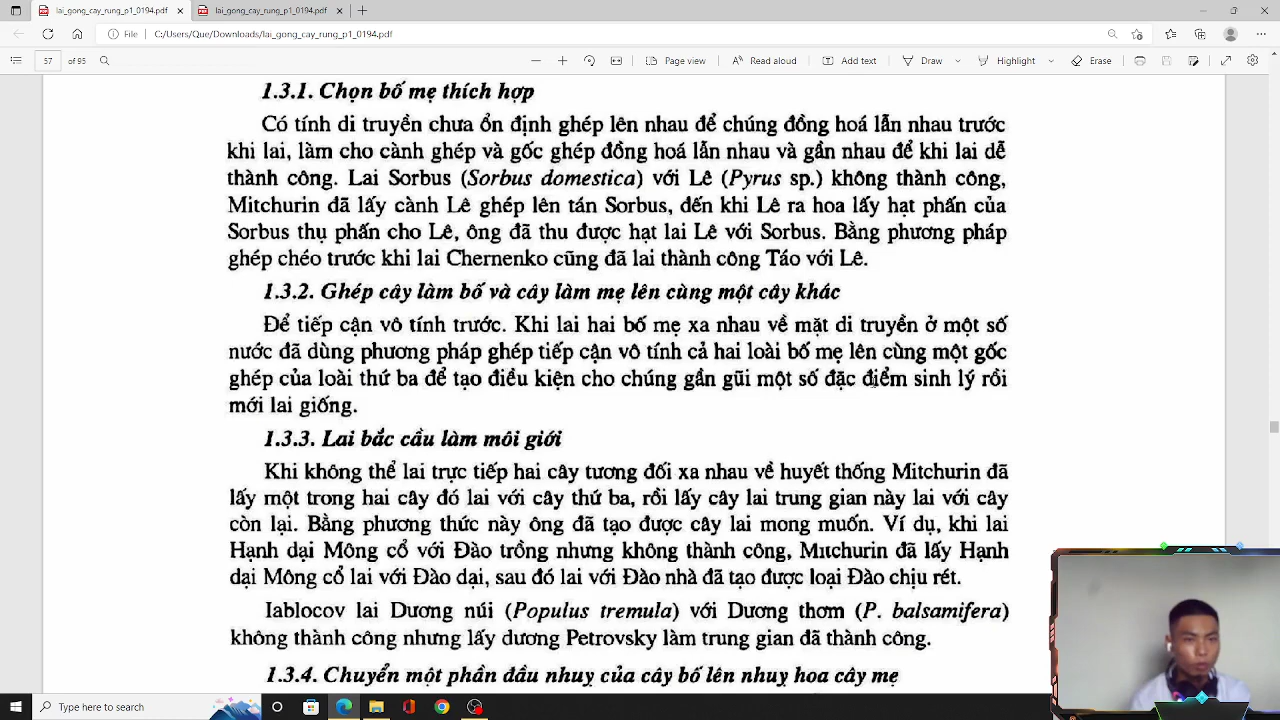 lai_gong_cay_rung_p1_0194.pdf
lai_gong_cay_rung_p1_0194.pdf
File
C:/Users/Que/Downloads/lai_gong_cay_rung_p1_0194.pdf
57 of 95
Page view
Read aloud
Add text
Draw
Highlight
Erase
1.3.1. Chọn bố mẹ thích hợp
Có tính di truyền chưa ổn định ghép lên nhau để chúng đồng hoá lẫn nhau trước
khi lai, làm cho cành ghép và gốc ghép đồng hoá lẫn nhau và gần nhau để khi lai dễ
thành công. Lai Sorbus (Sorbus domestica) với Lê (Pyrus sp.) không thành công,
Mitchurin đã lấy cành Lê ghép lên tán Sorbus, đến khi Lê ra hoa lấy hạt phấn của
Sorbus thụ phấn cho Lê, ông đã thu được hạt lai Lê với Sorbus. Bằng phương pháp
ghép chéo trước khi lai Chernenko cũng đã lai thành công Táo với Lê.
1.3.2. Ghép cây làm bố và cây làm mẹ lên cùng một cây khác
Để tiếp cận vô tính trước. Khi lai hai bố mẹ xa nhau về mặt di truyền ở một số
nước đã dùng phương pháp ghép tiếp cận vô tính cả hai loài bố mẹ lên cùng một gốc
ghép của loài thứ ba để tạo điều kiện cho chúng gần gũi một số đặc điểm sinh lý rồi
mới lai giống.
1.3.3. Lai bắc cầu làm môi giới
Khi không thể lai trực tiếp hai cây tương đối xa nhau về huyết thống Mitchurin đã
lấy một trong hai cây đó lai với cây thứ ba, rồi lấy cây lai trung gian này lai với cây
còn lại. Bằng phương thức này ông đã tạo được cây lai mong muốn. Ví dụ, khi lai
Hạnh dại Mông cổ với Đào trồng nhưng không thành công, Mitchurin đã lấy Hạnh
dại Mông cổ lai với Đào dại, sau đó lai với Đào nhà đã tạo được loại Đào chịu rét.
Iablocov lai Dương núi (Populus tremula) với Dương thơm (P. balsamifera)
không thành công nhưng lấy dương Petrovsky làm trung gian đã thành công.
1.3.4. Chuyển một phần đầu nhuỵ của cây bố lên nhuỵ hoa cây mẹ
Type here to search